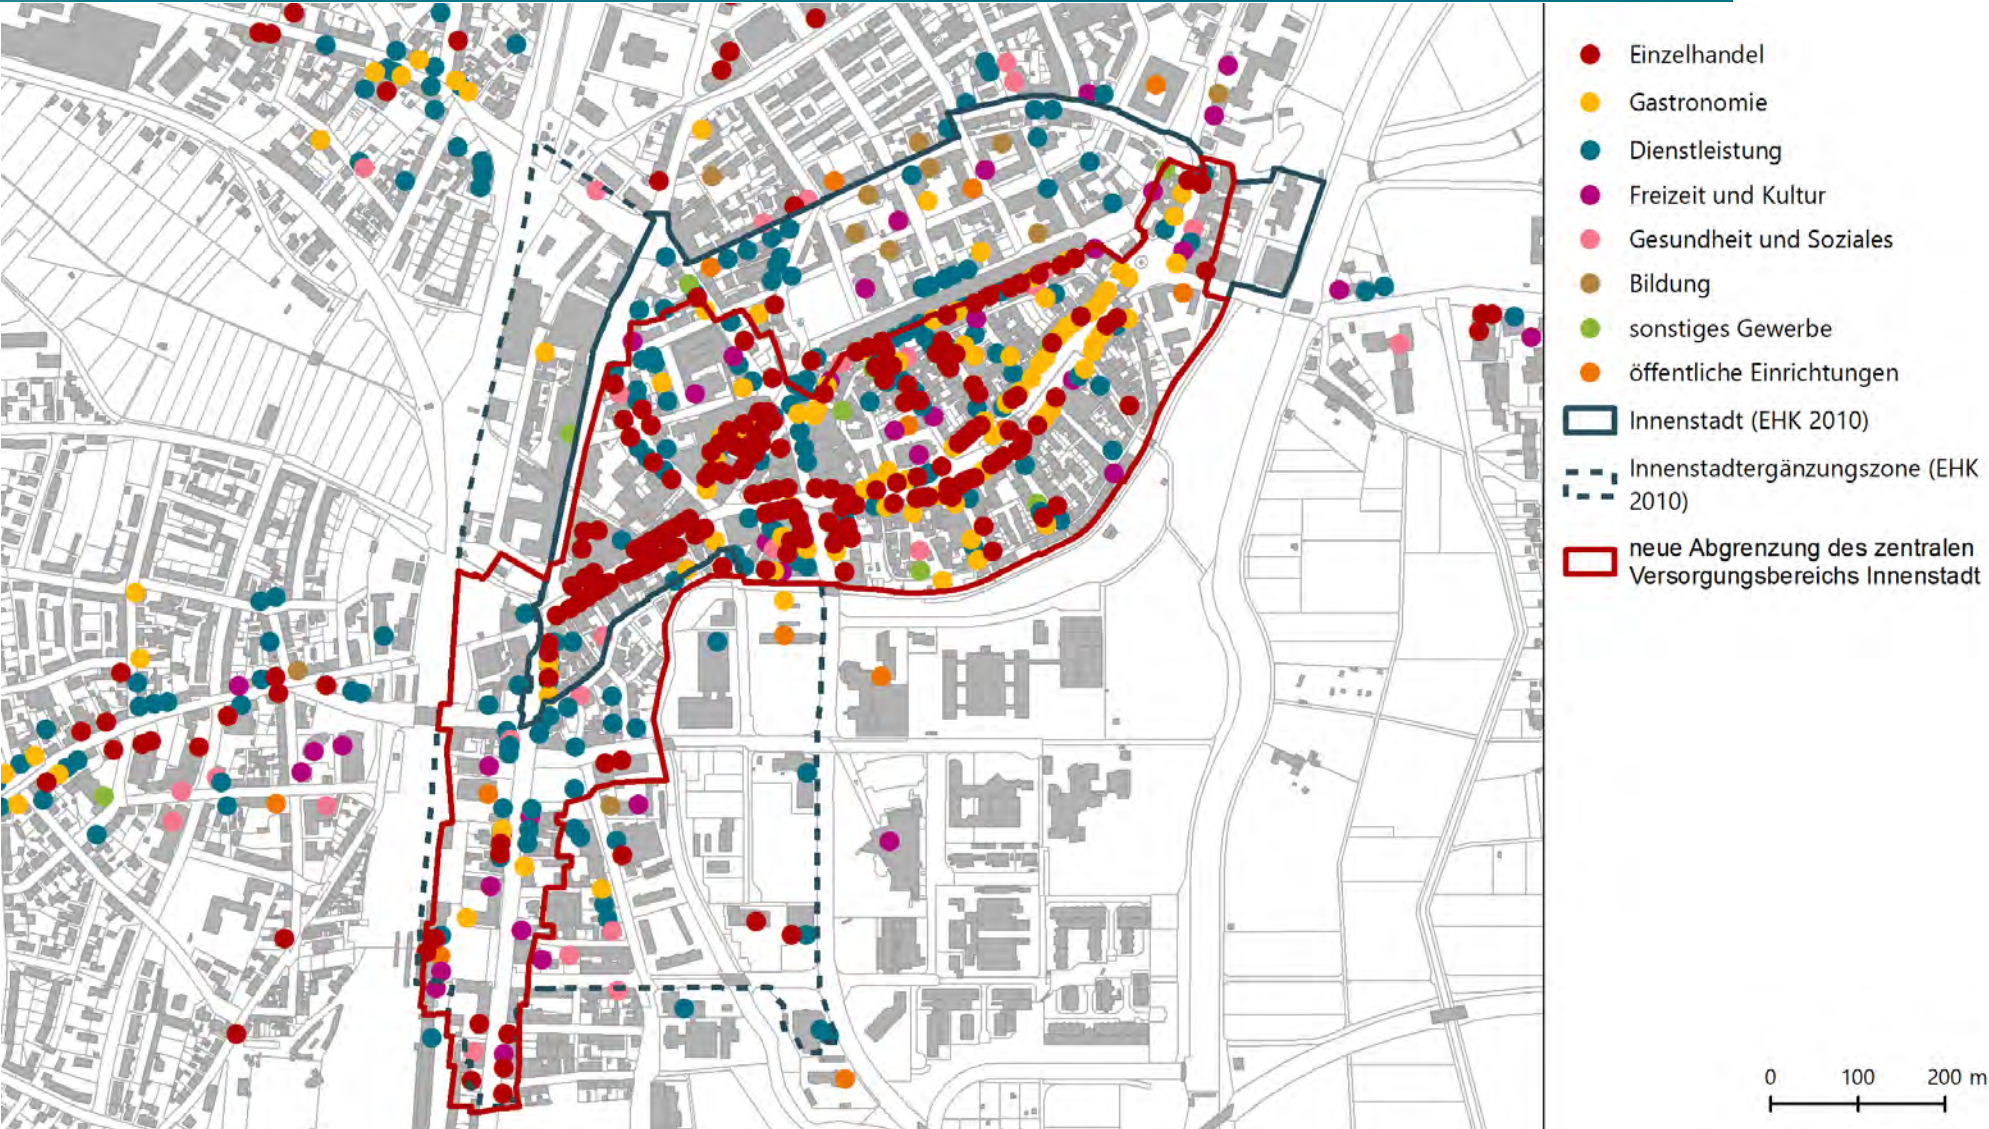 Einzelhandel
Gastronomie
Dienstleistung
Freizeit und Kultur
Gesundheit und Soziales
Bildung
sonstiges Gewerbe
öffentliche Einrichtungen
Innenstadt (EHK 2010)
Innenstadtergänzungszone (EHK
2010)
neue Abgrenzung des zentralen
Versorgungsbereichs Innenstadt
0 100 200 m